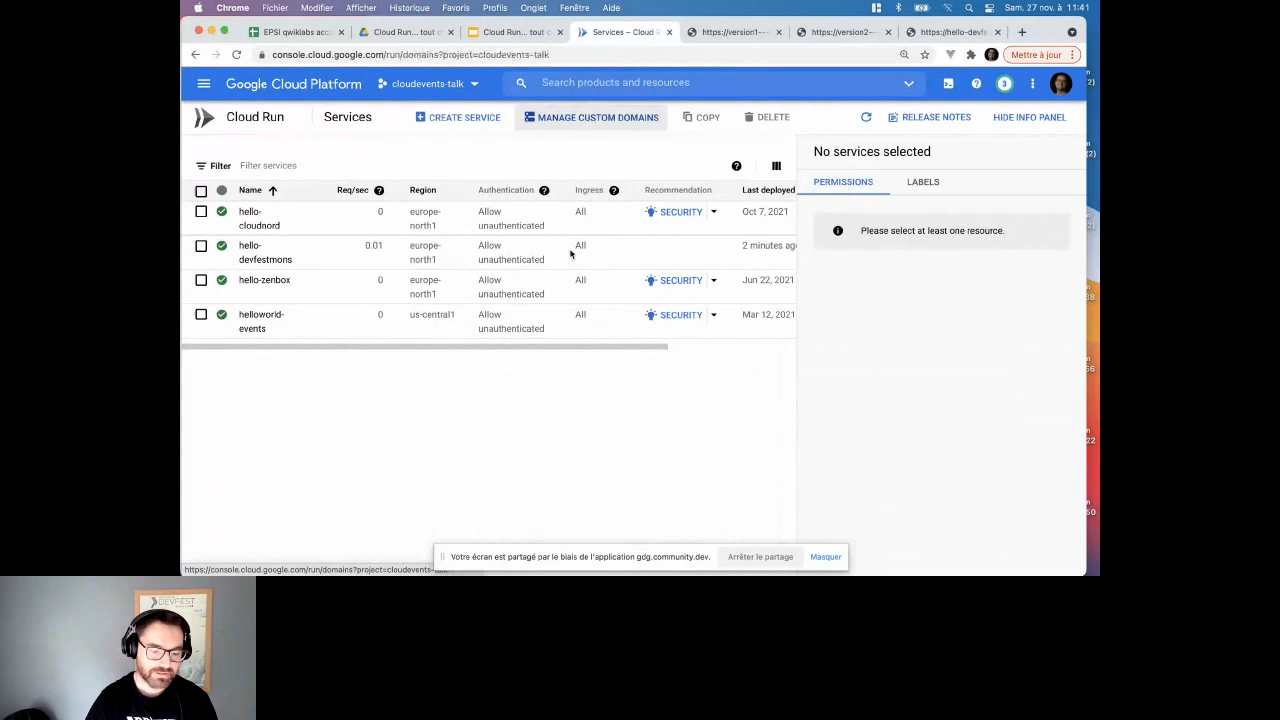 Chrome Fichier Modifier Afficher Historique Favoris Profils Onglet Fenêtre Aide Sam. 27 nov. à 11:41
EPSI qwiklabs acc Cloud Run... tout Cloud Run... tout Services – Cloud R https://version1-- https://version2-- https://hello-devfe
console.cloud.google.com/run/domains?project=cloudevents-talk Mettre à jour
Google Cloud Platform cloudevents-talk Search products and resources 3
Cloud Run Services CREATE SERVICE MANAGE CUSTOM DOMAINS COPY DELETE RELEASE NOTES HIDE INFO PANEL
No services selected
Filter Filter services
PERMISSIONS LABELS
Name Req/sec Region Authentication Ingress Recommendation Last deployed
hello-cloudnord 0 europe-north1 Allow unauthenticated All SECURITY Oct 7, 2021
Please select at least one resource.
hello-devfestmons 0.01 europe-north1 Allow unauthenticated All 2 minutes ag
hello-zenbox 0 europe-north1 Allow unauthenticated All SECURITY Jun 22, 2021
helloworld-events 0 us-central1 Allow unauthenticated All SECURITY Mar 12, 2021
Votre écran est partagé par le biais de l'application gdg.community.dev. Arrêter le partage Masquer
https://console.cloud.google.com/run/domains?project=cloudevents-talk
DEVFEST